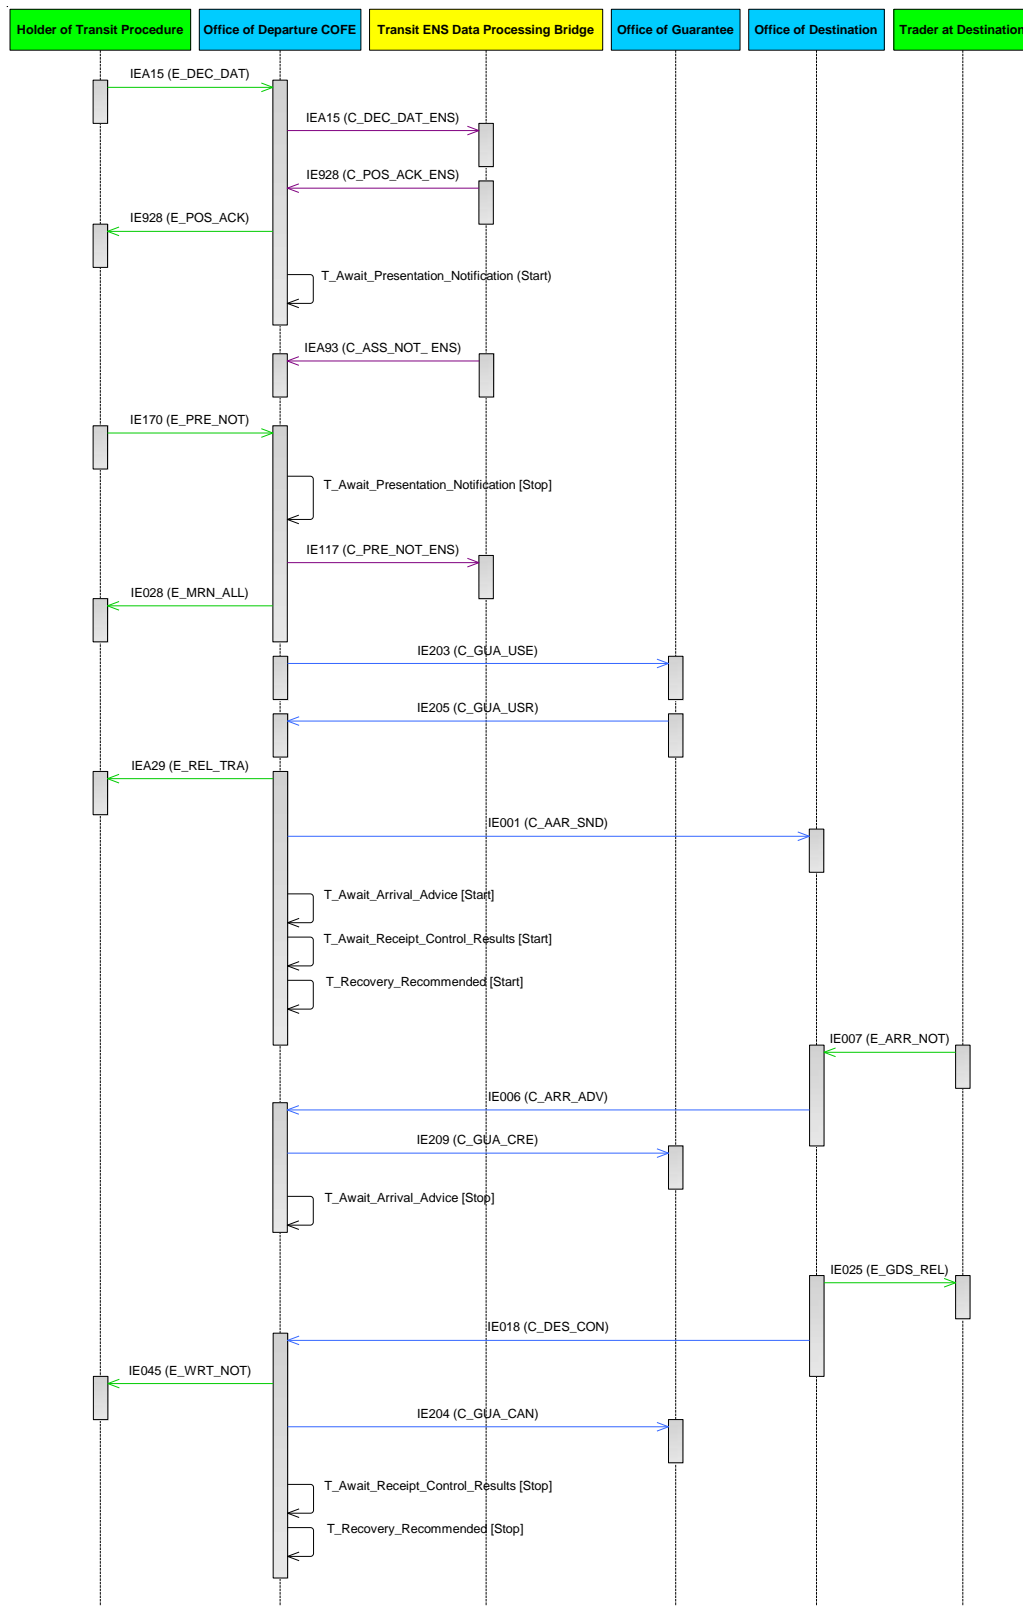 Holder of Transit Procedure
Office of Departure COFE
Transit ENS Data Processing Bridge
Office of Guarantee
Office of Destination
Trader at Destination
IEA15 (E_DEC_DAT)
IEA15 (C_DEC_DAT_ENS)
IE928 (C_POS_ACK_ENS)
IE928 (E_POS_ACK)
T_Await_Presentation_Notification (Start)
IEA93 (C_ASS_NOT_ ENS)
IE170 (E_PRE_NOT)
T_Await_Presentation_Notification [Stop]
IE117 (C_PRE_NOT_ENS)
IE028 (E_MRN_ALL)
IE203 (C_GUA_USE)
IE205 (C_GUA_USR)
IEA29 (E_REL_TRA)
IE001 (C_AAR_SND)
T_Await_Arrival_Advice [Start]
T_Await_Receipt_Control_Results [Start]
T_Recovery_Recommended [Start]
IE007 (E_ARR_NOT)
IE006 (C_ARR_ADV)
IE209 (C_GUA_CRE)
T_Await_Arrival_Advice [Stop]
IE025 (E_GDS_REL)
IE018 (C_DES_CON)
IE045 (E_WRT_NOT)
IE204 (C_GUA_CAN)
T_Await_Receipt_Control_Results [Stop]
T_Recovery_Recommended [Stop]